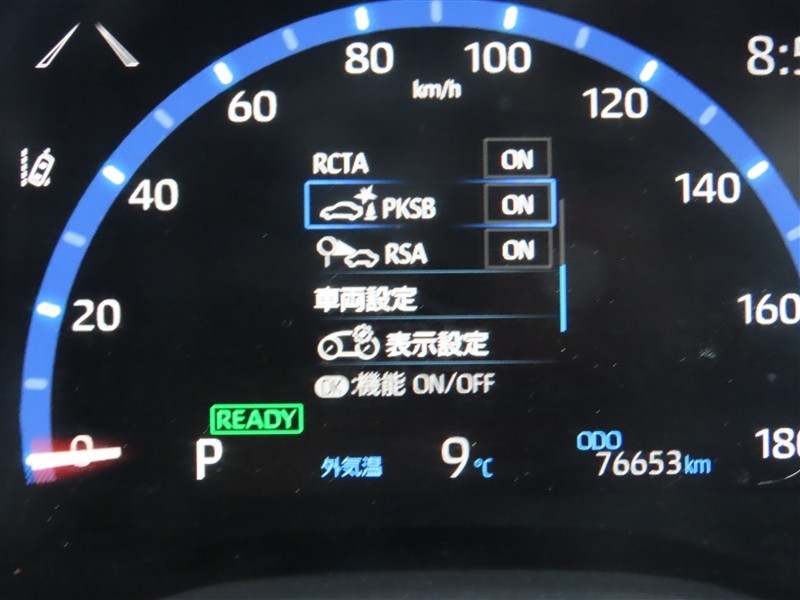 8:5
80
100
km/h
60
120
RCTA ON
40
PKSB ON
140
RSA ON
車両設定
20
160
表示設定
OK:機能 ON/OFF
READY
0
P
外気温 9℃
ODO
76653km
180